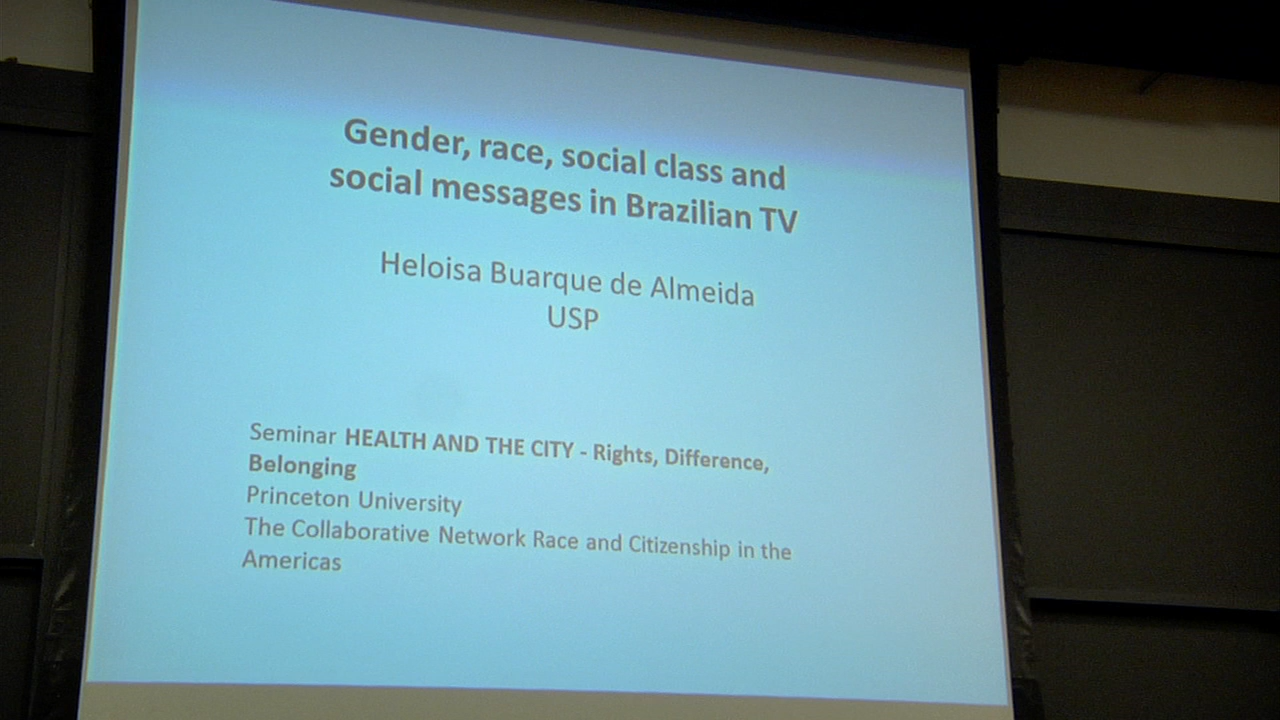 Gender, race, social class and
social messages in Brazilian TV
Heloisa Buarque de Almeida
USP
Seminar HEALTH AND THE CITY - Rights, Difference,
Belonging
Princeton University
The Collaborative Network Race and Citizenship in the
Americas